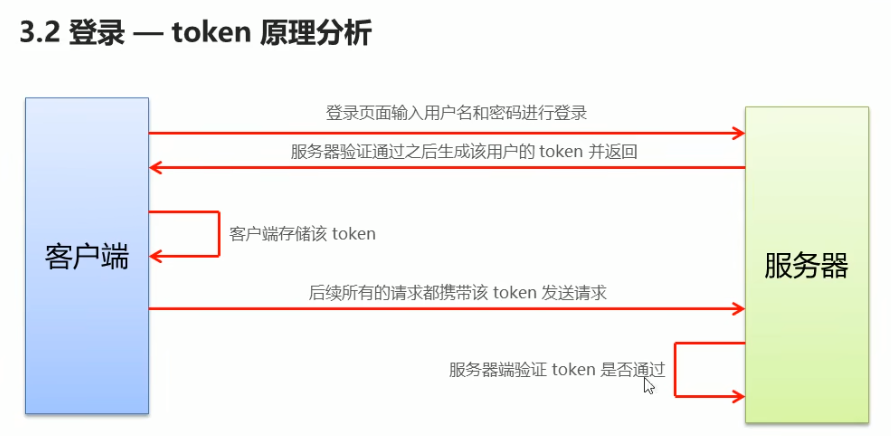 3.2 登录 — token 原理分析
登录页面输入用户名和密码进行登录
服务器验证通过之后生成该用户的 token 并返回
客户端
客户端存储该 token
服务器
后续所有的请求都携带该 token 发送请求
服务器端验证 token 是否通过